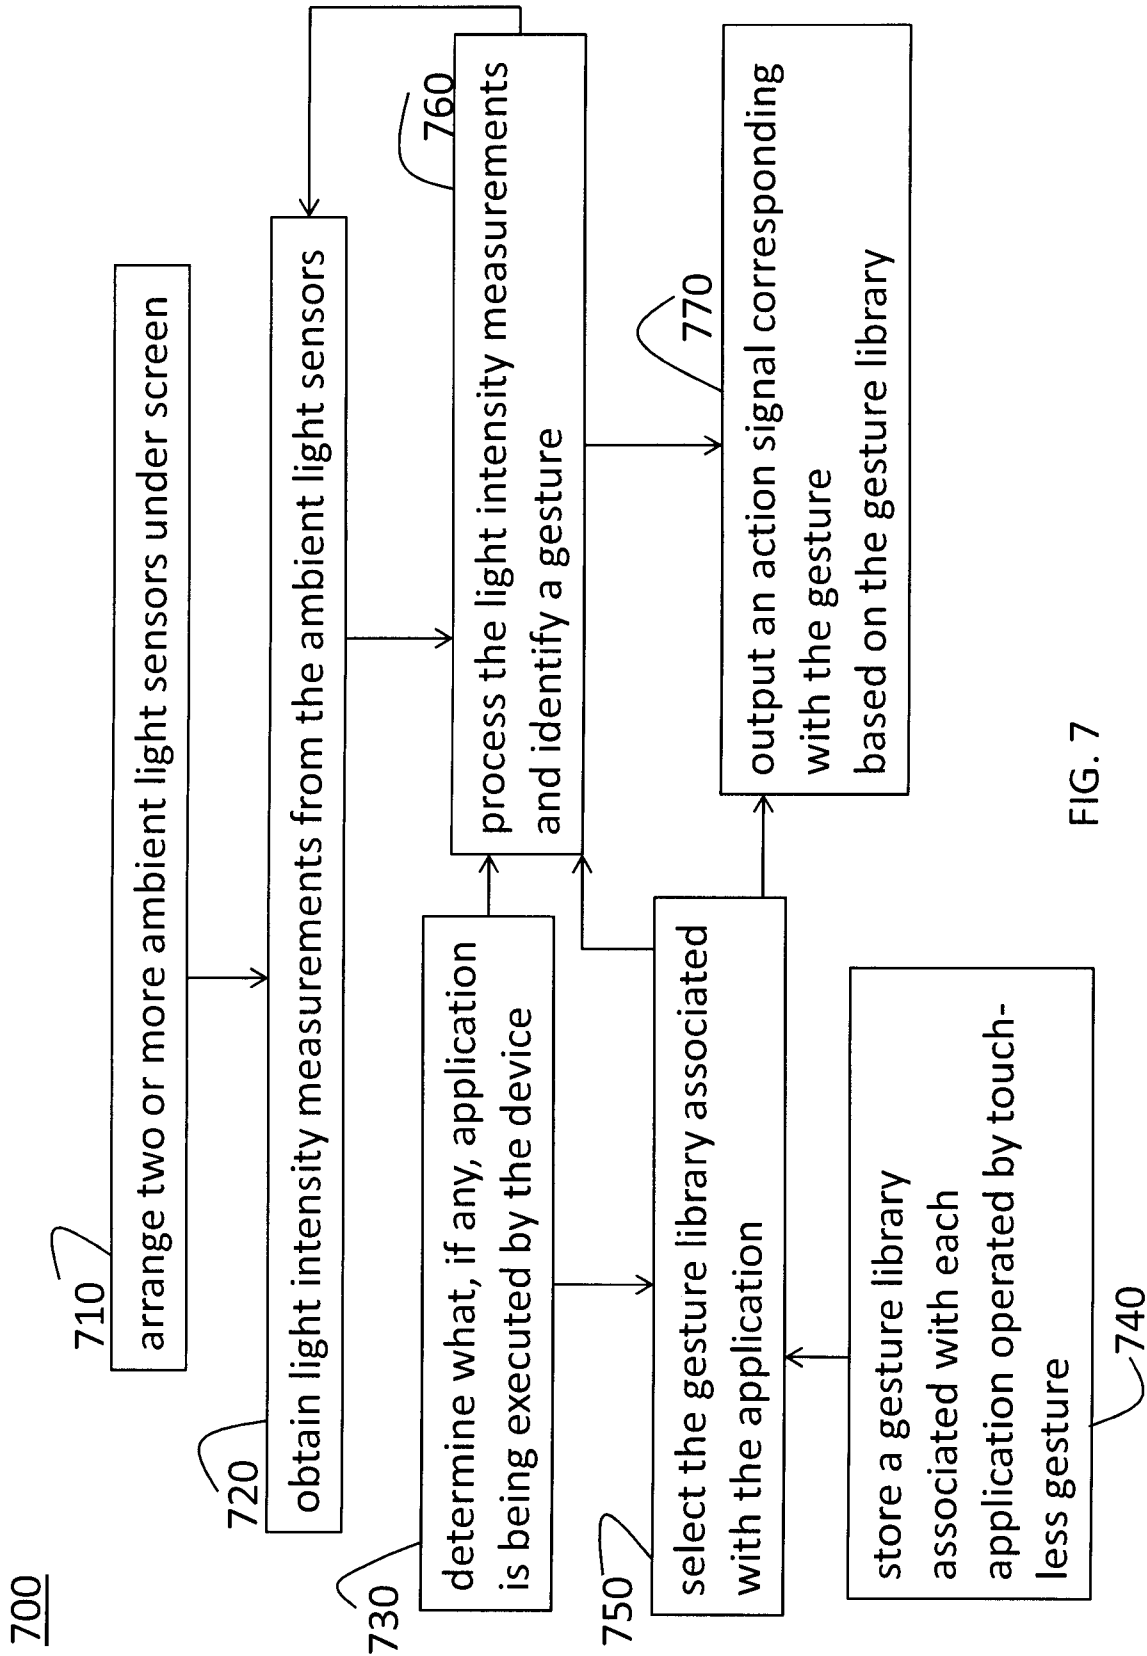 700
710
arrange two or more ambient light sensors under screen
720
obtain light intensity measurements from the ambient light sensors
730
determine what, if any, application
is being executed by the device
760
process the light intensity measurements
and identify a gesture
750
select the gesture library associated
with the application
770
output an action signal corresponding
with the gesture
based on the gesture library
store a gesture library
associated with each
application operated by touch-
less gesture
740
FIG. 7